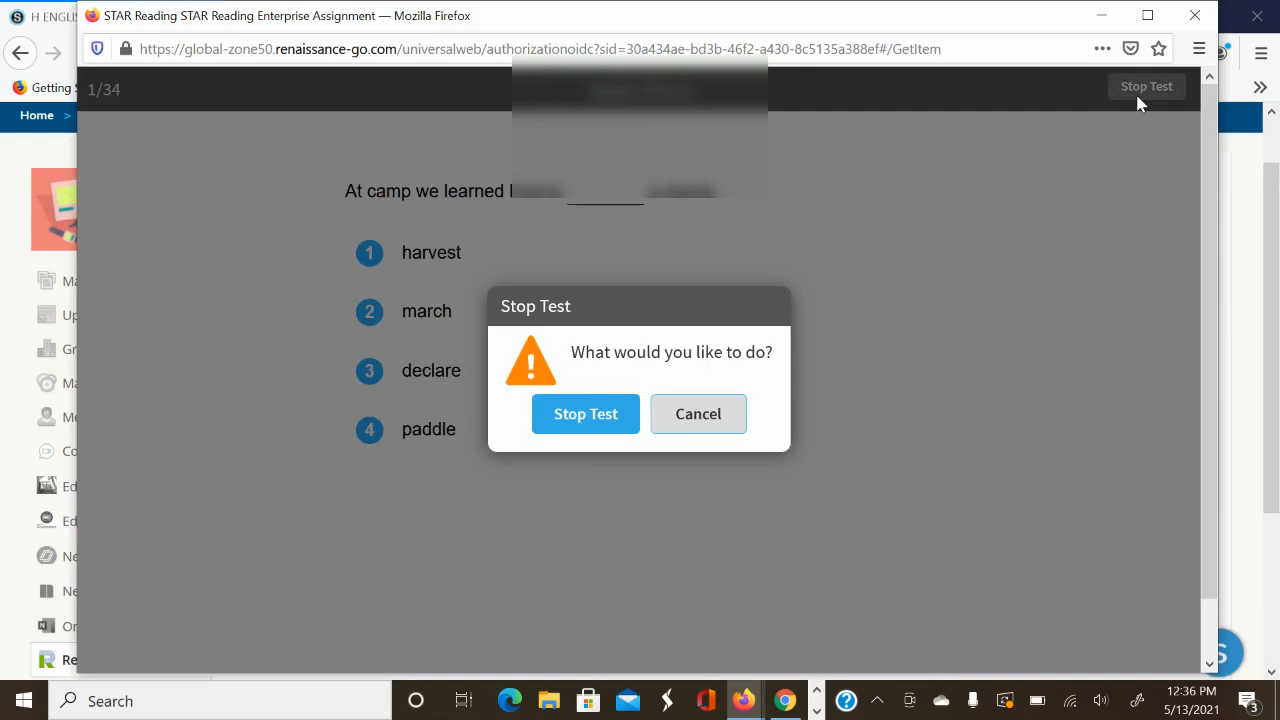 H ENGLIS
STAR Reading STAR Reading Enterprise Assignment — Mozilla Firefox
https://global-zone50.renaissance-go.com/universalweb/authorizationoidc?sid=30a434ae-bd3b-46f2-a430-8c5135a388ef#/GetItem
Getting S
1/34
Stop Test
Home >
At camp we learned
1 harvest
2 march
3 declare
4 paddle
Stop Test
What would you like to do?
Stop Test Cancel
Ma
Up
Gr
Ma
Me
Co
Ed
Ed
Ne
Ne
On
Re
S
Search
12:36 PM
5/13/2021
3